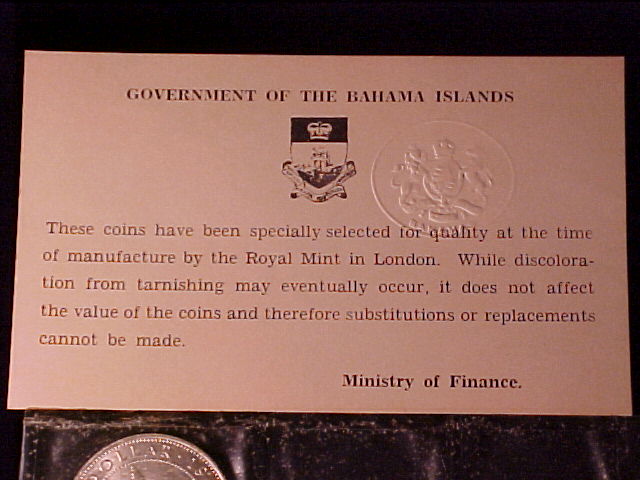 GOVERNMENT OF THE BAHAMA ISLANDS
These coins have been specially selected for quality at the time
of manufacture by the Royal Mint in London. While discolora-
tion from tarnishing may eventually occur, it does not affect
the value of the coins and therefore substitutions or replacements
cannot be made.
Ministry of Finance.
DOLLAR